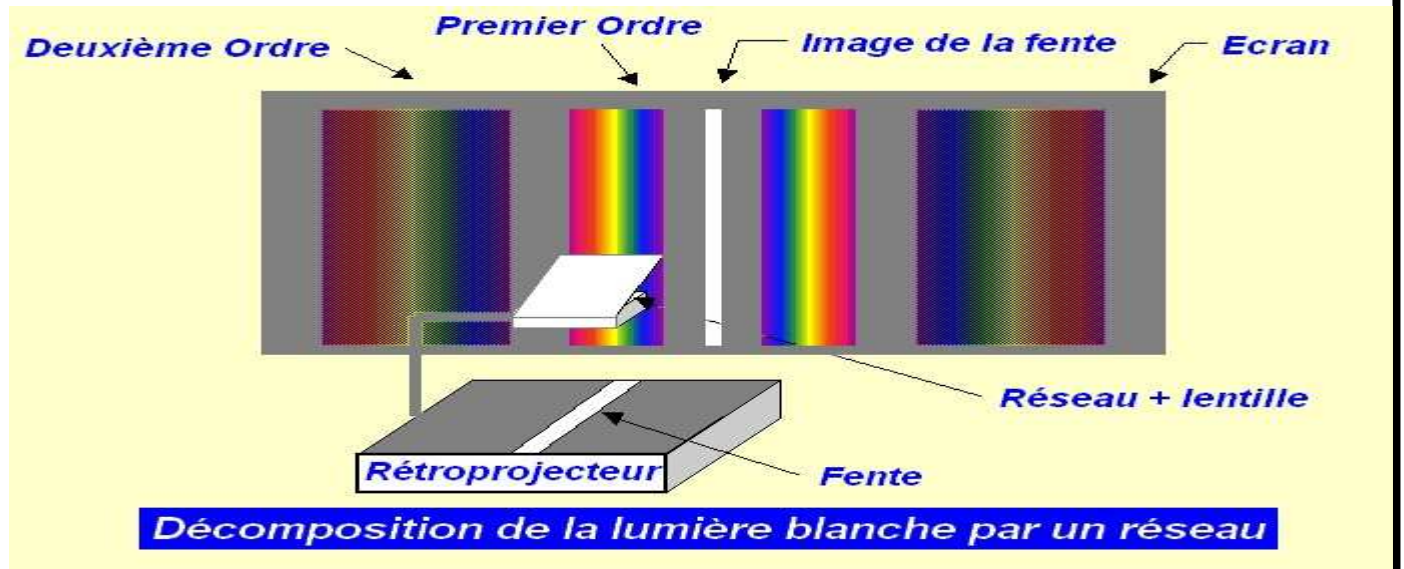 Deuxième Ordre
Premier Ordre
Image de la fente
Ecran
Réseau + lentille
Rétroprojecteur
Fente
Décomposition de la lumière blanche par un réseau